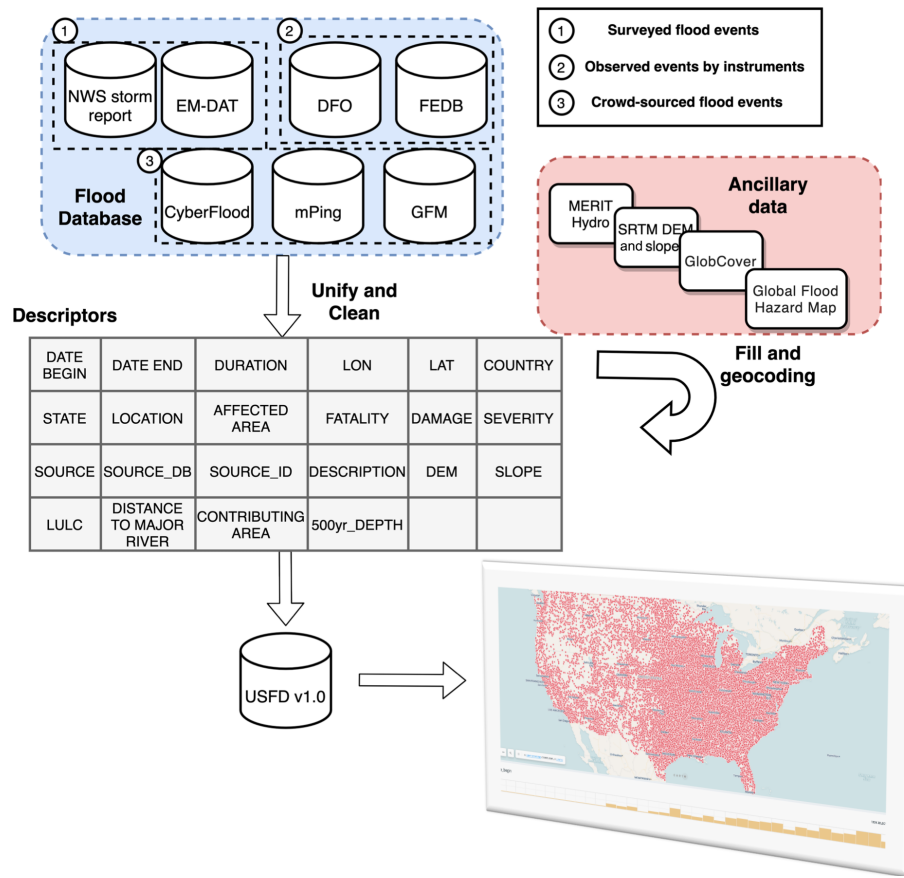 1
2
NWS storm
report
EM-DAT
DFO
FEDB
3
Flood
Database
CyberFlood
mPing
GFM
1 Surveyed flood events
2 Observed events by instruments
3 Crowd-sourced flood events
Ancillary
data
MERIT
Hydro
SRTM DEM
and slope
GlobCover
Global Flood
Hazard Map
Unify and
Clean
Fill and
geocoding
Descriptors
DATE
BEGIN
DATE END
DURATION
LON
LAT
COUNTRY
STATE
LOCATION
AFFECTED
AREA
FATALITY
DAMAGE
SEVERITY
SOURCE
SOURCE_DB
SOURCE_ID
DESCRIPTION
DEM
SLOPE
LULC
DISTANCE
TO MAJOR
RIVER
CONTRIBUTING
AREA
500yr_DEPTH
USFD v1.0